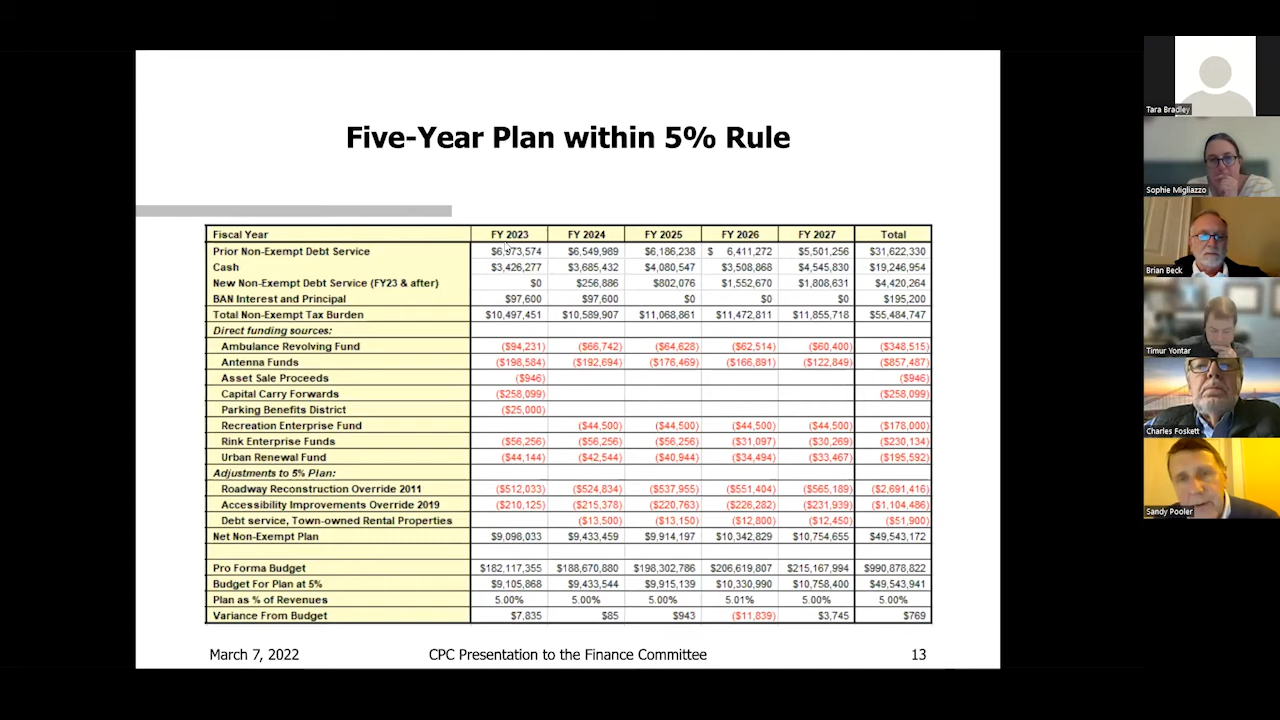 Five-Year Plan within 5% Rule
Fiscal Year FY 2023 FY 2024 FY 2025 FY 2026 FY 2027 Total
Prior Non-Exempt Debt Service $6,973,574 $6,549,989 $6,186,238 $ 6,411,272 $5,501,256 $31,622,330
Cash $3,426,277 $3,685,432 $4,080,547 $3,508,868 $4,545,830 $19,246,954
New Non-Exempt Debt Service (FY23 & after) $0 $256,886 $802,076 $1,552,670 $1,808,631 $4,420,264
BAN Interest and Principal $97,600 $97,600 $0 $0 $0 $195,200
Total Non-Exempt Tax Burden $10,497,451 $10,589,907 $11,068,861 $11,472,811 $11,855,718 $55,484,747
Direct funding sources:
Ambulance Revolving Fund ($94,231) ($66,742) ($64,628) ($62,514) ($60,400) ($348,515)
Antenna Funds ($198,584) ($192,694) ($176,469) ($166,891) ($122,849) ($857,487)
Asset Sale Proceeds ($946) ($946)
Capital Carry Forwards ($258,099) ($258,099)
Parking Benefits District ($25,000)
Recreation Enterprise Fund ($44,500) ($44,500) ($44,500) ($44,500) ($178,000)
Rink Enterprise Funds ($56,256) ($56,256) ($56,256) ($31,097) ($30,269) ($230,134)
Urban Renewal Fund ($44,144) ($42,544) ($40,944) ($34,494) ($33,467) ($195,592)
Adjustments to 5% Plan:
Roadway Reconstruction Override 2011 ($512,033) ($524,834) ($537,955) ($551,404) ($565,189) ($2,691,416)
Accessibility Improvements Override 2019 ($210,125) ($215,378) ($220,763) ($226,282) ($231,939) ($1,104,486)
Debt service, Town-owned Rental Properties ($13,500) ($13,150) ($12,800) ($12,450) ($51,900)
Net Non-Exempt Plan $9,098,033 $9,433,459 $9,914,197 $10,342,829 $10,754,655 $49,543,172
Pro Forma Budget $182,117,355 $188,670,880 $198,302,786 $206,619,807 $215,167,994 $990,878,822
Budget For Plan at 5% $9,105,868 $9,433,544 $9,915,139 $10,330,990 $10,758,400 $49,543,941
Plan as % of Revenues 5.00% 5.00% 5.00% 5.01% 5.00% 5.00%
Variance From Budget $7,835 $85 $943 ($11,839) $3,745 $769
March 7, 2022 CPC Presentation to the Finance Committee 13
Tara Bradley
Sophie Migliazzo
Brian Beck
Timur Yontar
Charles Foskett
Sandy Pooler